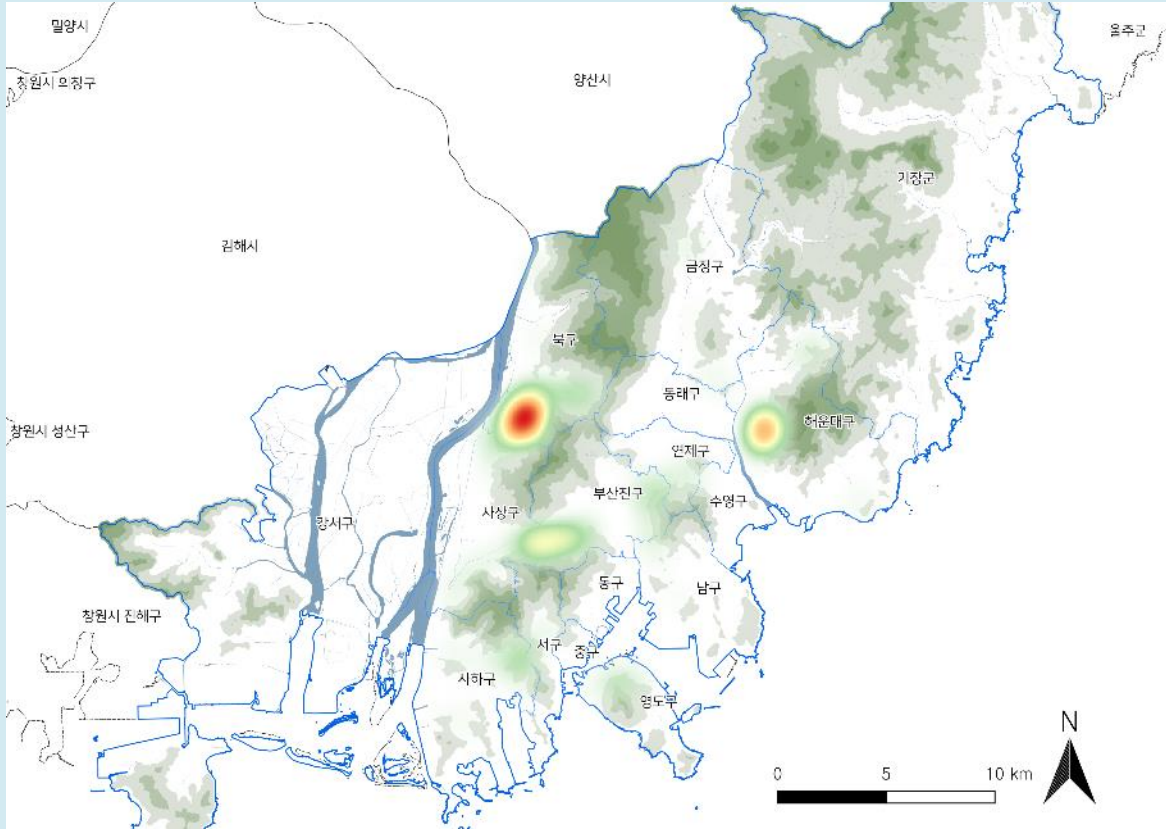 밀양시
울주군
창원시 의창구
양산시
기장군
김해시
금정구
북구
동래구
해운대구
창원시 성산구
연제구
부산진구
수영구
사상구
강서구
동구
남구
창원시 진해구
서구
중구
사하구
영도구
N
0 5 10 km